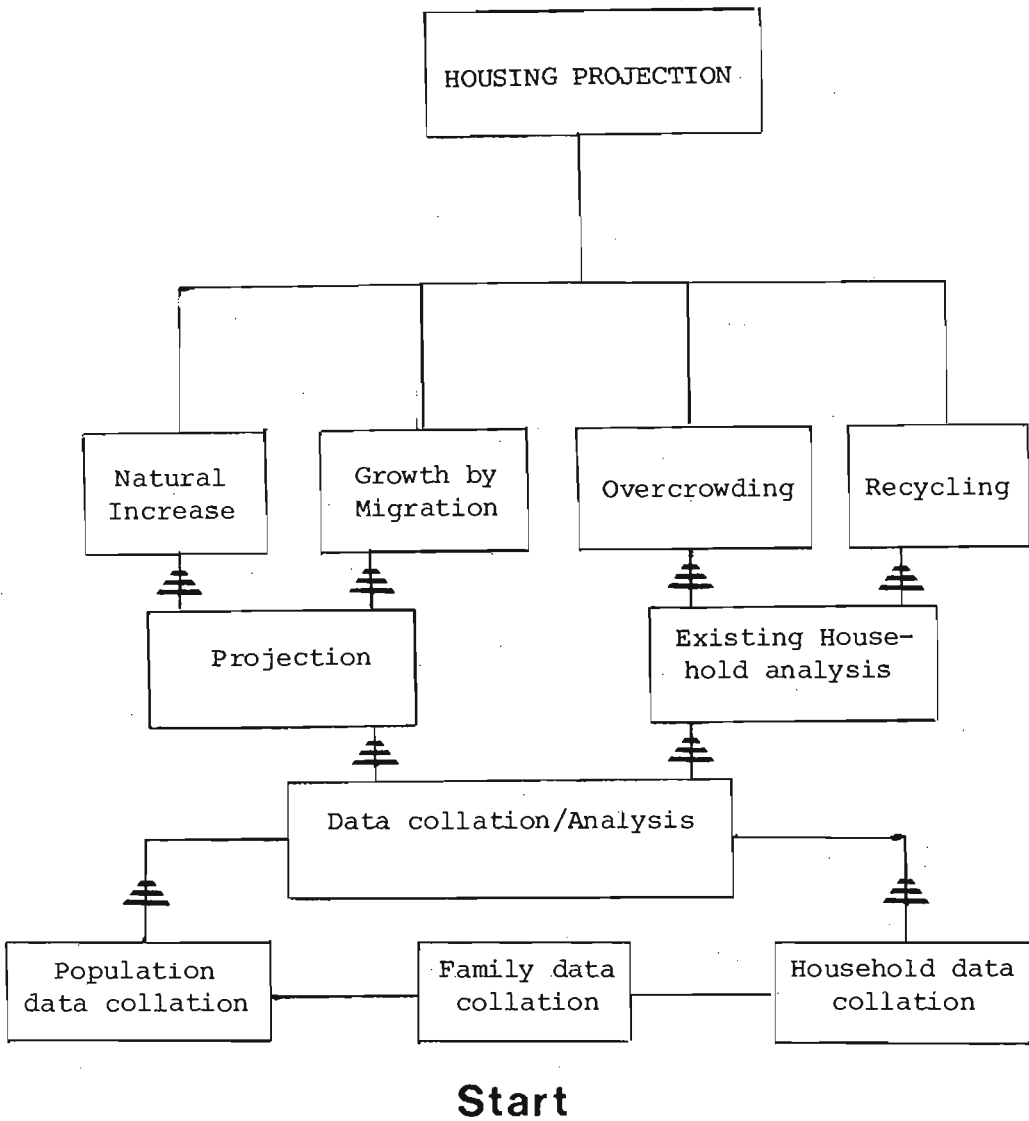 HOUSING PROJECTION
Natural
Increase
Growth by
Migration
Overcrowding
Recycling
Projection
Existing House-
hold analysis
Data collation/Analysis
Population
data collation
Family data
collation
Household data
collation
Start